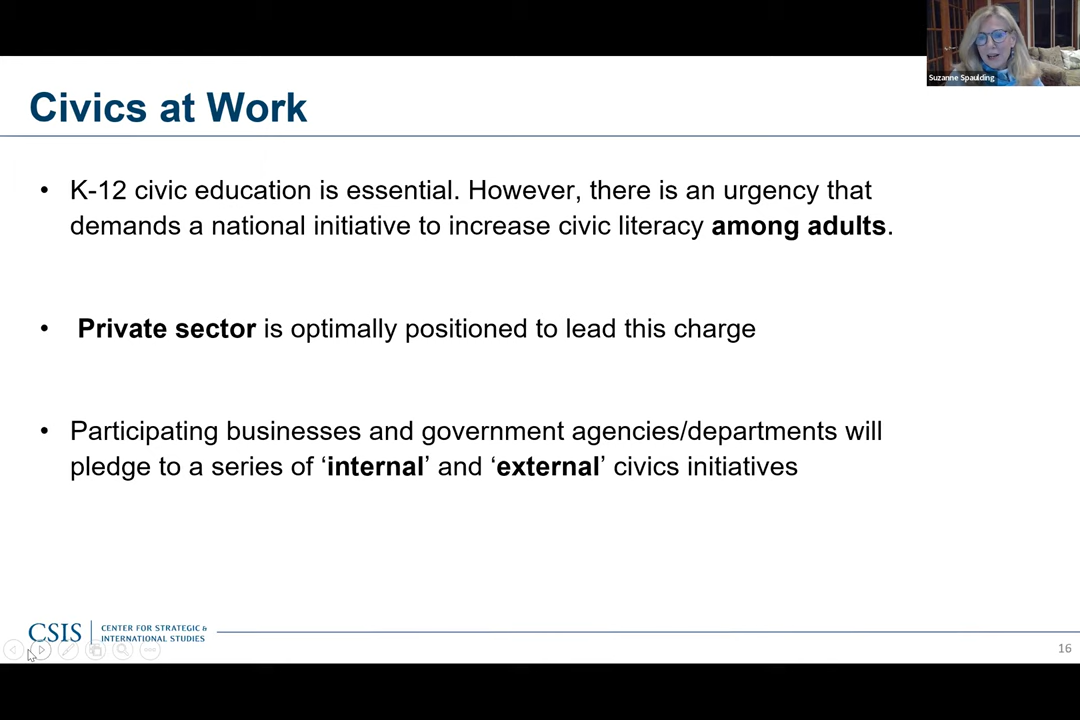 Suzanne Spaulding
Civics at Work
• K-12 civic education is essential. However, there is an urgency that
demands a national initiative to increase civic literacy among adults.
• Private sector is optimally positioned to lead this charge
• Participating businesses and government agencies/departments will
pledge to a series of ‘internal’ and ‘external’ civics initiatives
CSIS
CENTER FOR STRATEGIC &
INTERNATIONAL STUDIES
16